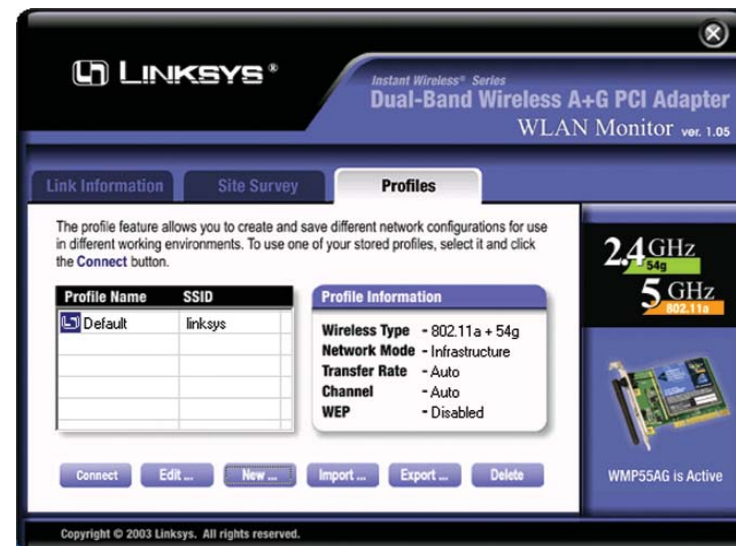 LINKSYS®
Instant Wireless® Series
Dual-Band Wireless A+G PCI Adapter
WLAN Monitor ver. 1.05
Link Information Site Survey Profiles
The profile feature allows you to create and save different network configurations for use
in different working environments. To use one of your stored profiles, select it and click
the Connect button.
Profile Name SSID
Default linksys
Profile Information
Wireless Type - 802.11a + 54g
Network Mode - Infrastructure
Transfer Rate - Auto
Channel - Auto
WEP - Disabled
Connect Edit ... New ... Import ... Export ... Delete
2.4 GHz
54g
5 GHz
802.11a
WMP55AG is Active
Copyright © 2003 Linksys. All rights reserved.